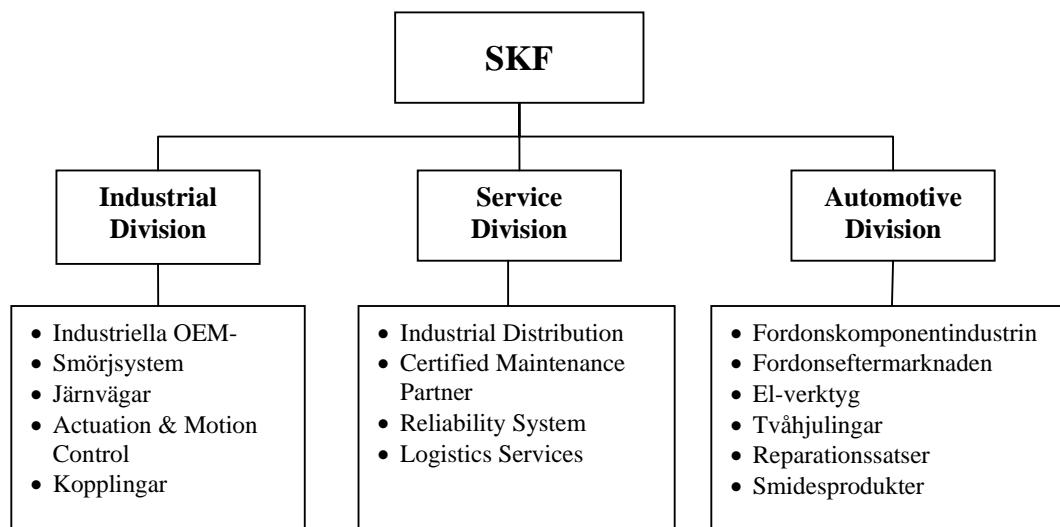 SKF
Industrial
Division
Service
Division
Automotive
Division
• Industriella OEM-
• Smörjsystem
• Järnvägar
• Actuation & Motion
Control
• Kopplingar
• Industrial Distribution
• Certified Maintenance
Partner
• Reliability System
• Logistics Services
• Fordonskomponentindustrin
• Fordonseftermarknaden
• El-verktyg
• Tvåhjulingar
• Reparationssatser
• Smidesprodukter